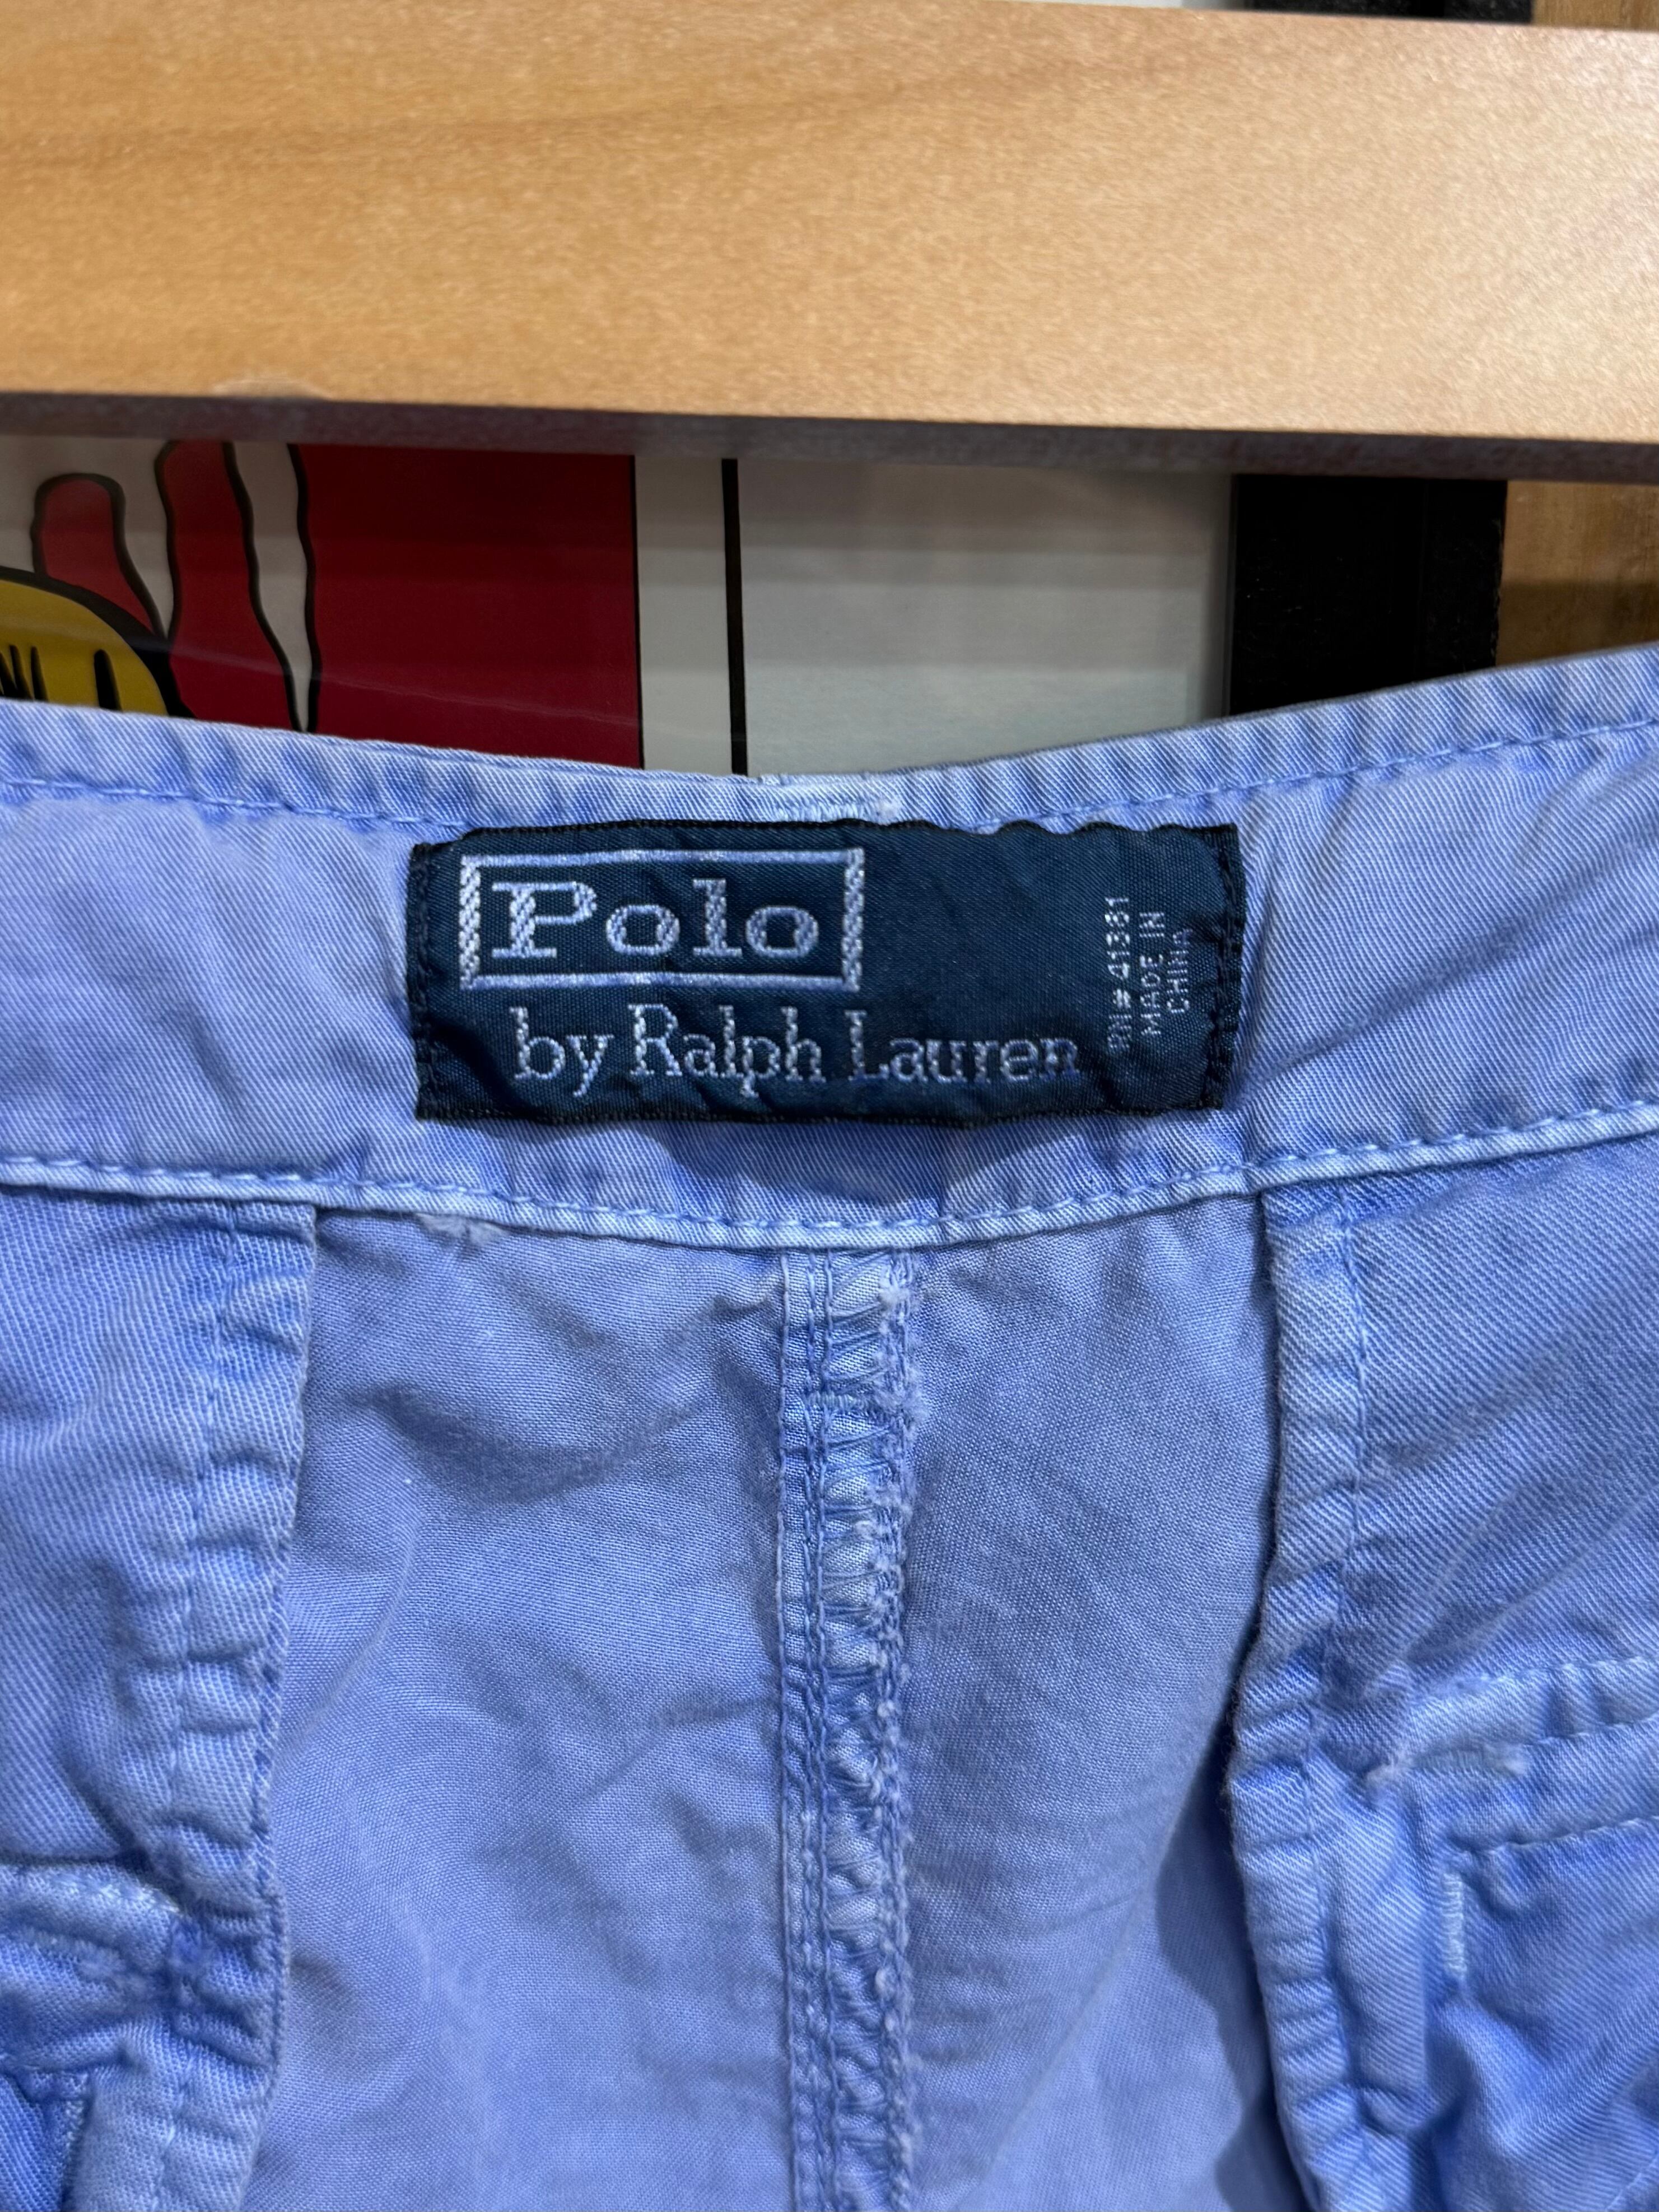 Polo
by Ralph Lauren
RN# 41381
MADE IN
CHINA